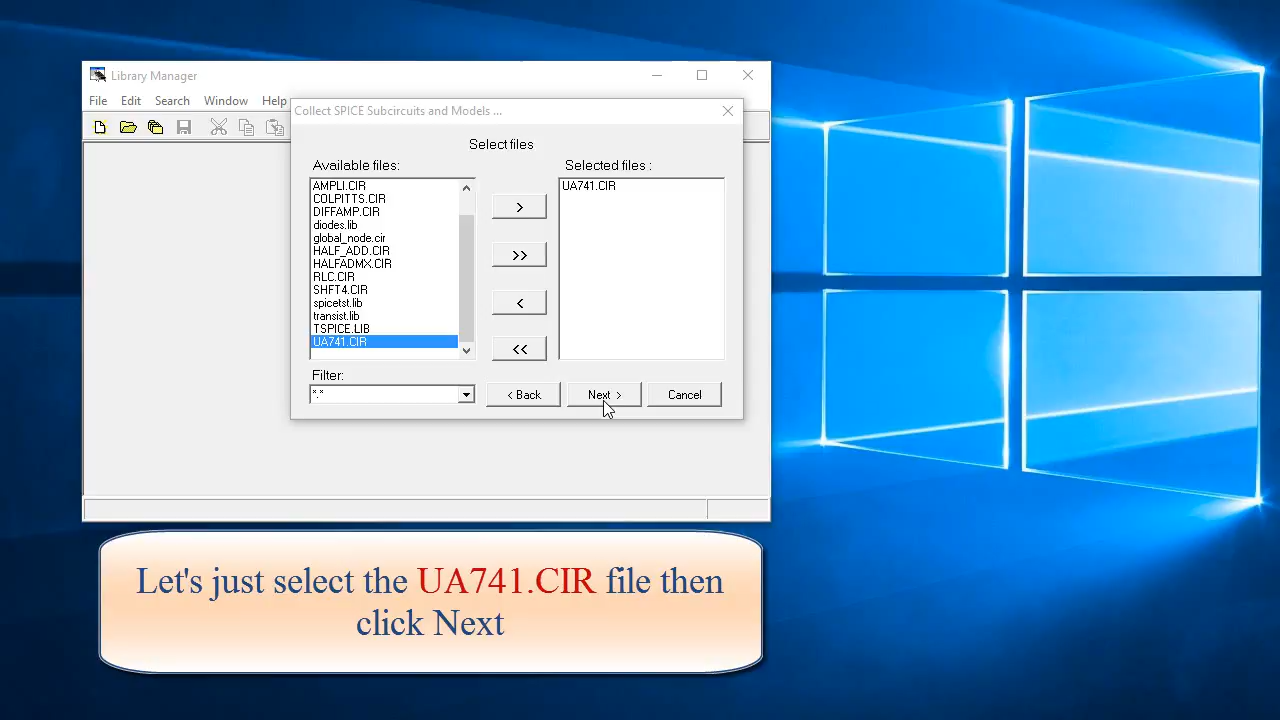 Library Manager
File Edit Search Window Help
Collect SPICE Subcircuits and Models ...
Select files
Available files:
Selected files :
AMPLI.CIR
COLPITTS.CIR
DIFFAMP.CIR
diodes.lib
global_node.cir
HALF_ADD.CIR
HALFADMX.CIR
RLC.CIR
SHFT4.CIR
spicetst.lib
transist.lib
TSPICE.LIB
UA741.CIR
>
>>
<
<<
UA741.CIR
Filter:
*.*
< Back
Next >
Cancel
Let's just select the UA741.CIR file then
click Next